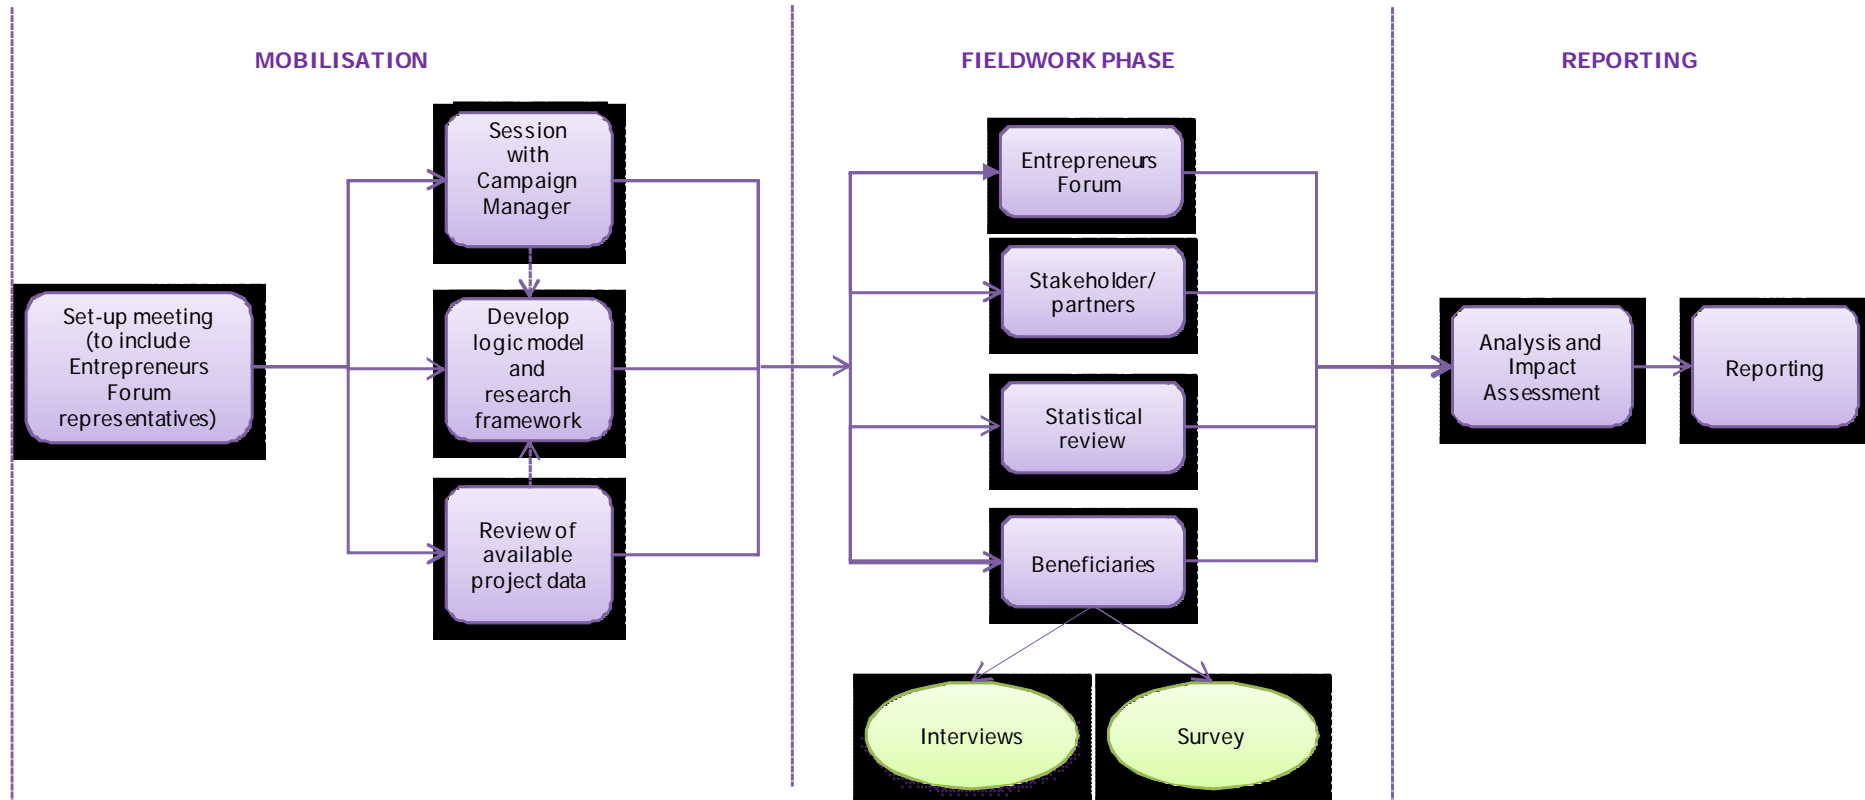 MOBILISATION
FIELDWORK PHASE
REPORTING
Set-up meeting
(to include
Entrepreneurs
Forum
representatives)
Session
with
Campaign
Manager
Develop
logic model
and
research
framework
Review of
available
project data
Entrepreneurs
Forum
Stakeholder/
partners
Statistical
review
Beneficiaries
Interviews
Survey
Analysis and
Impact
Assessment
Reporting